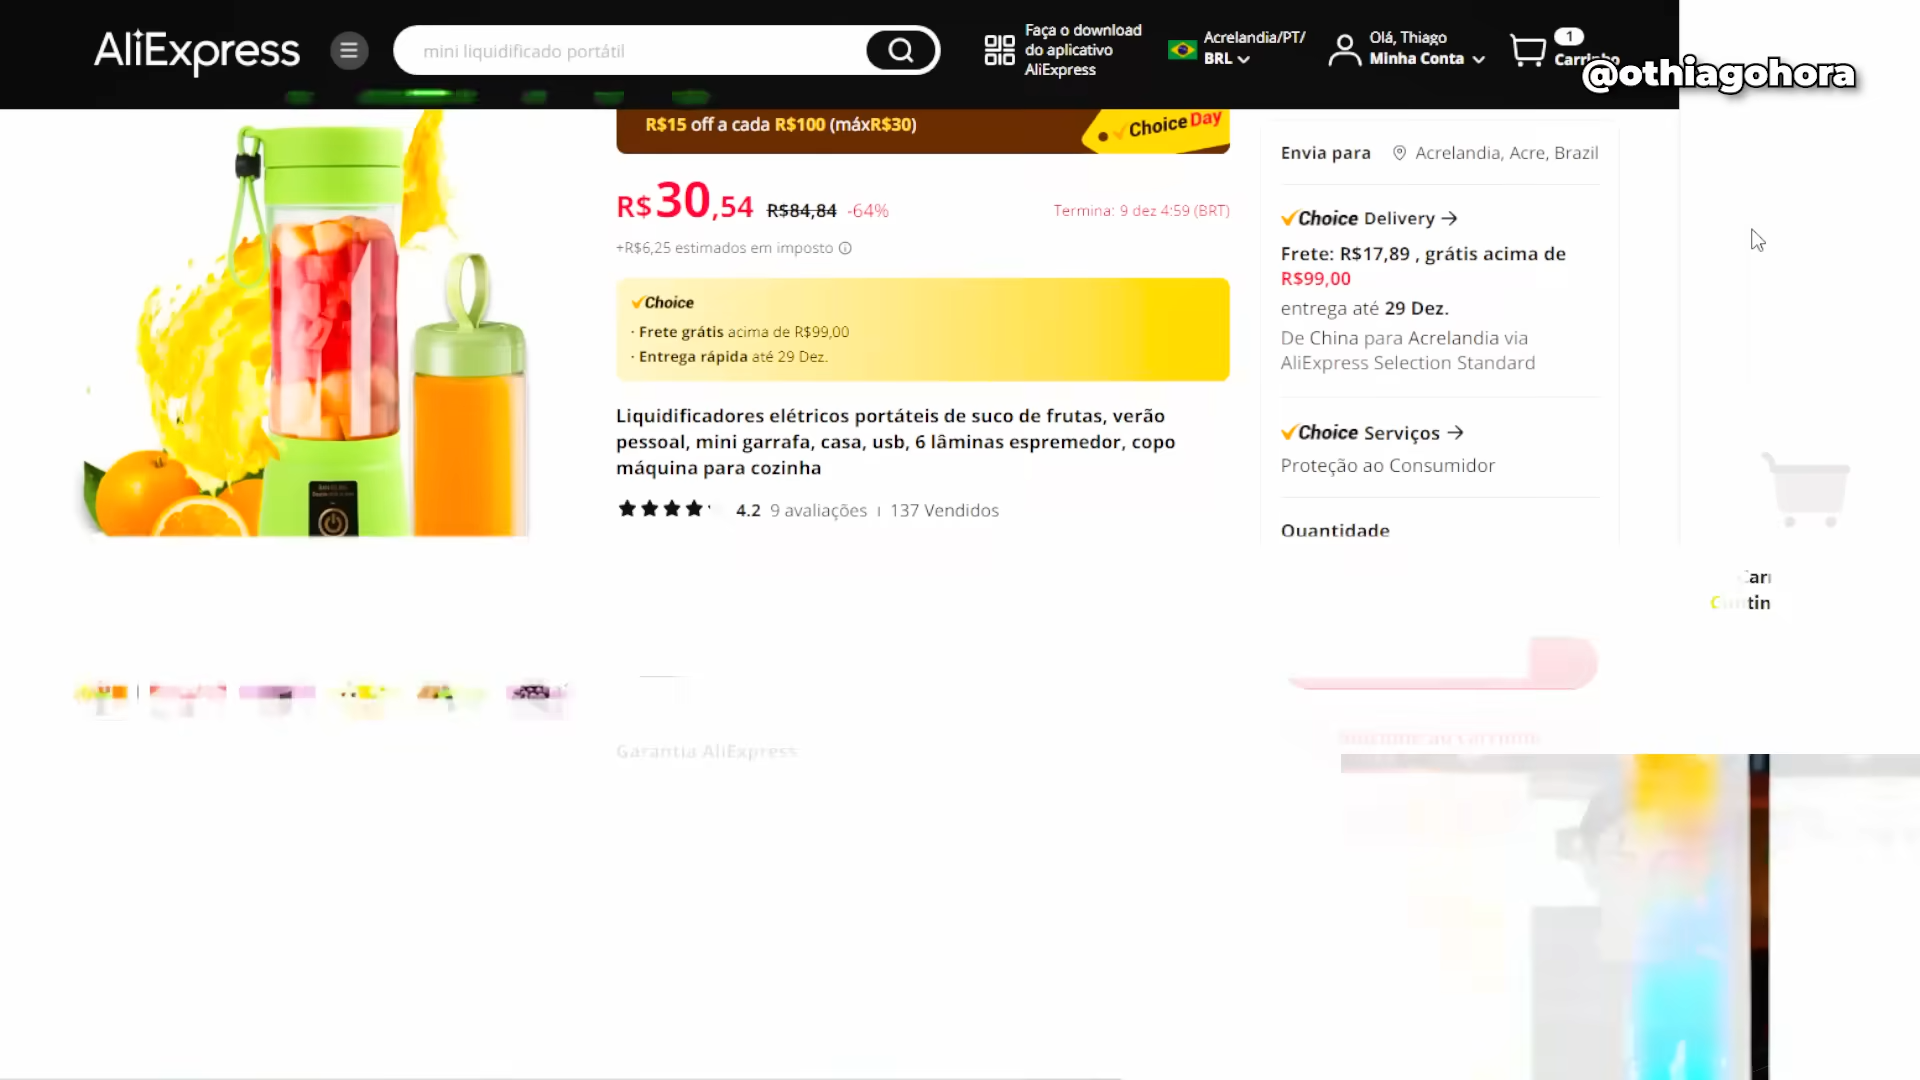 AliExpress
mini liquidificado portátil
Faça o download
do aplicativo
AliExpress
Acrelandia/PT/
BRL
Olá, Thiago
Minha Conta
1
@othiagohora
R$15 off a cada R$100 (máxR$30)
Choice Day
R$30,54 R$84,84 -64%
Termina: 9 dez 4:59 (BRT)
+R$6,25 estimados em imposto
Choice
· Frete grátis acima de R$99,00
· Entrega rápida até 29 Dez.
Liquidificadores elétricos portáteis de suco de frutas, verão
pessoal, mini garrafa, casa, usb, 6 lâminas espremedor, copo
máquina para cozinha
4.2 9 avaliações | 137 Vendidos
Garantia AliExpress
Envia para Acrelandia, Acre, Brazil
Choice Delivery
Frete: R$17,89 , grátis acima de
R$99,00
entrega até 29 Dez.
De China para Acrelandia via
AliExpress Selection Standard
Choice Serviços
Proteção ao Consumidor
Quantidade